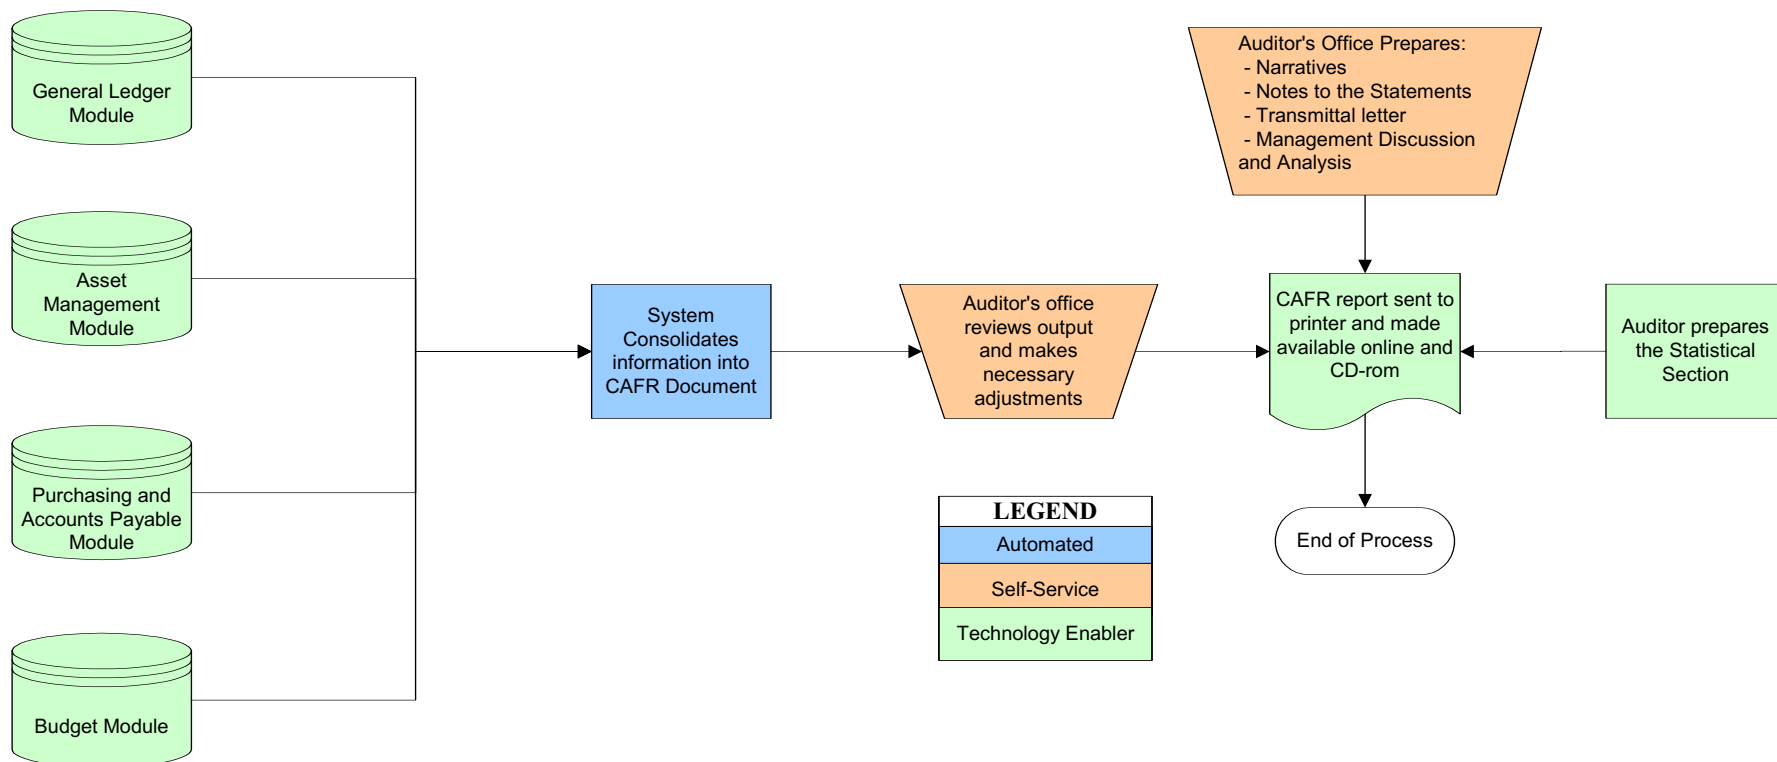 General Ledger
Module
Asset
Management
Module
Purchasing and
Accounts Payable
Module
Budget Module
System
Consolidates
information into
CAFR Document
Auditor's office
reviews output
and makes
necessary
adjustments
Auditor's Office Prepares:
- Narratives
- Notes to the Statements
- Transmittal letter
- Management Discussion
and Analysis
CAFR report sent to
printer and made
available online and
CD-rom
Auditor prepares
the Statistical
Section
End of Process
LEGEND
Automated
Self-Service
Technology Enabler